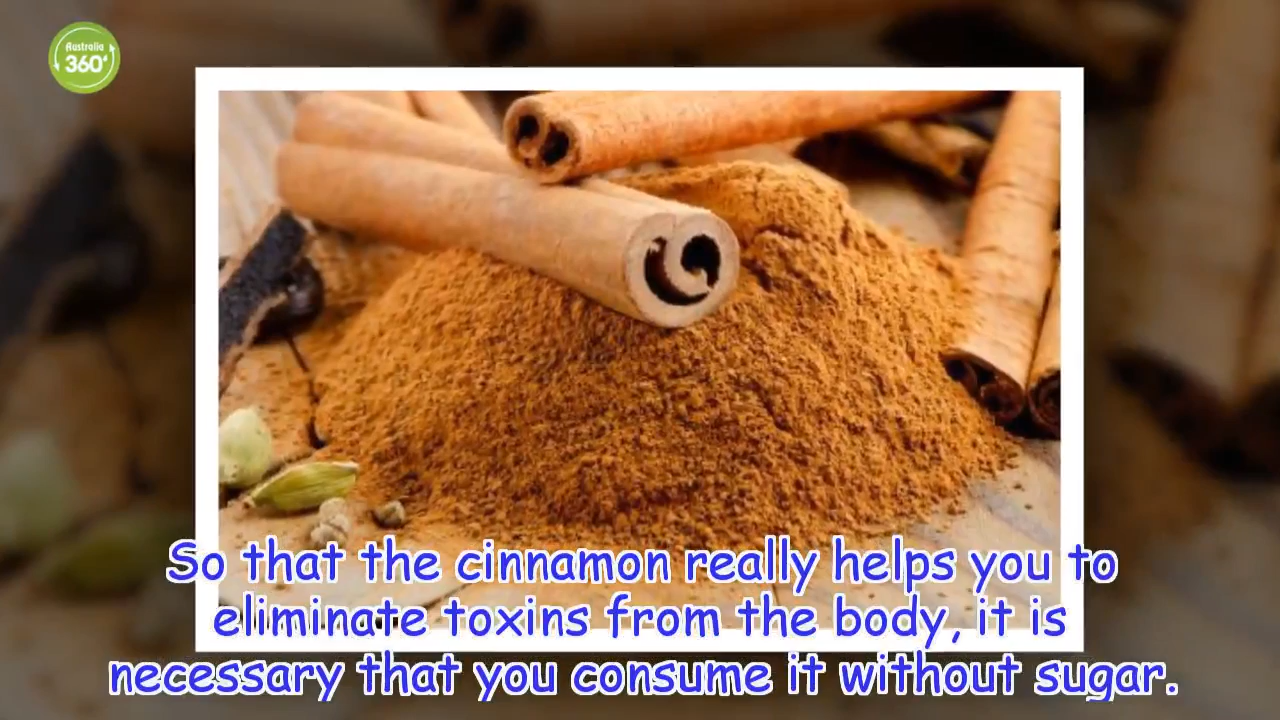 Australia
360°
So that the cinnamon really helps you to
eliminate toxins from the body, it is
necessary that you consume it without sugar.